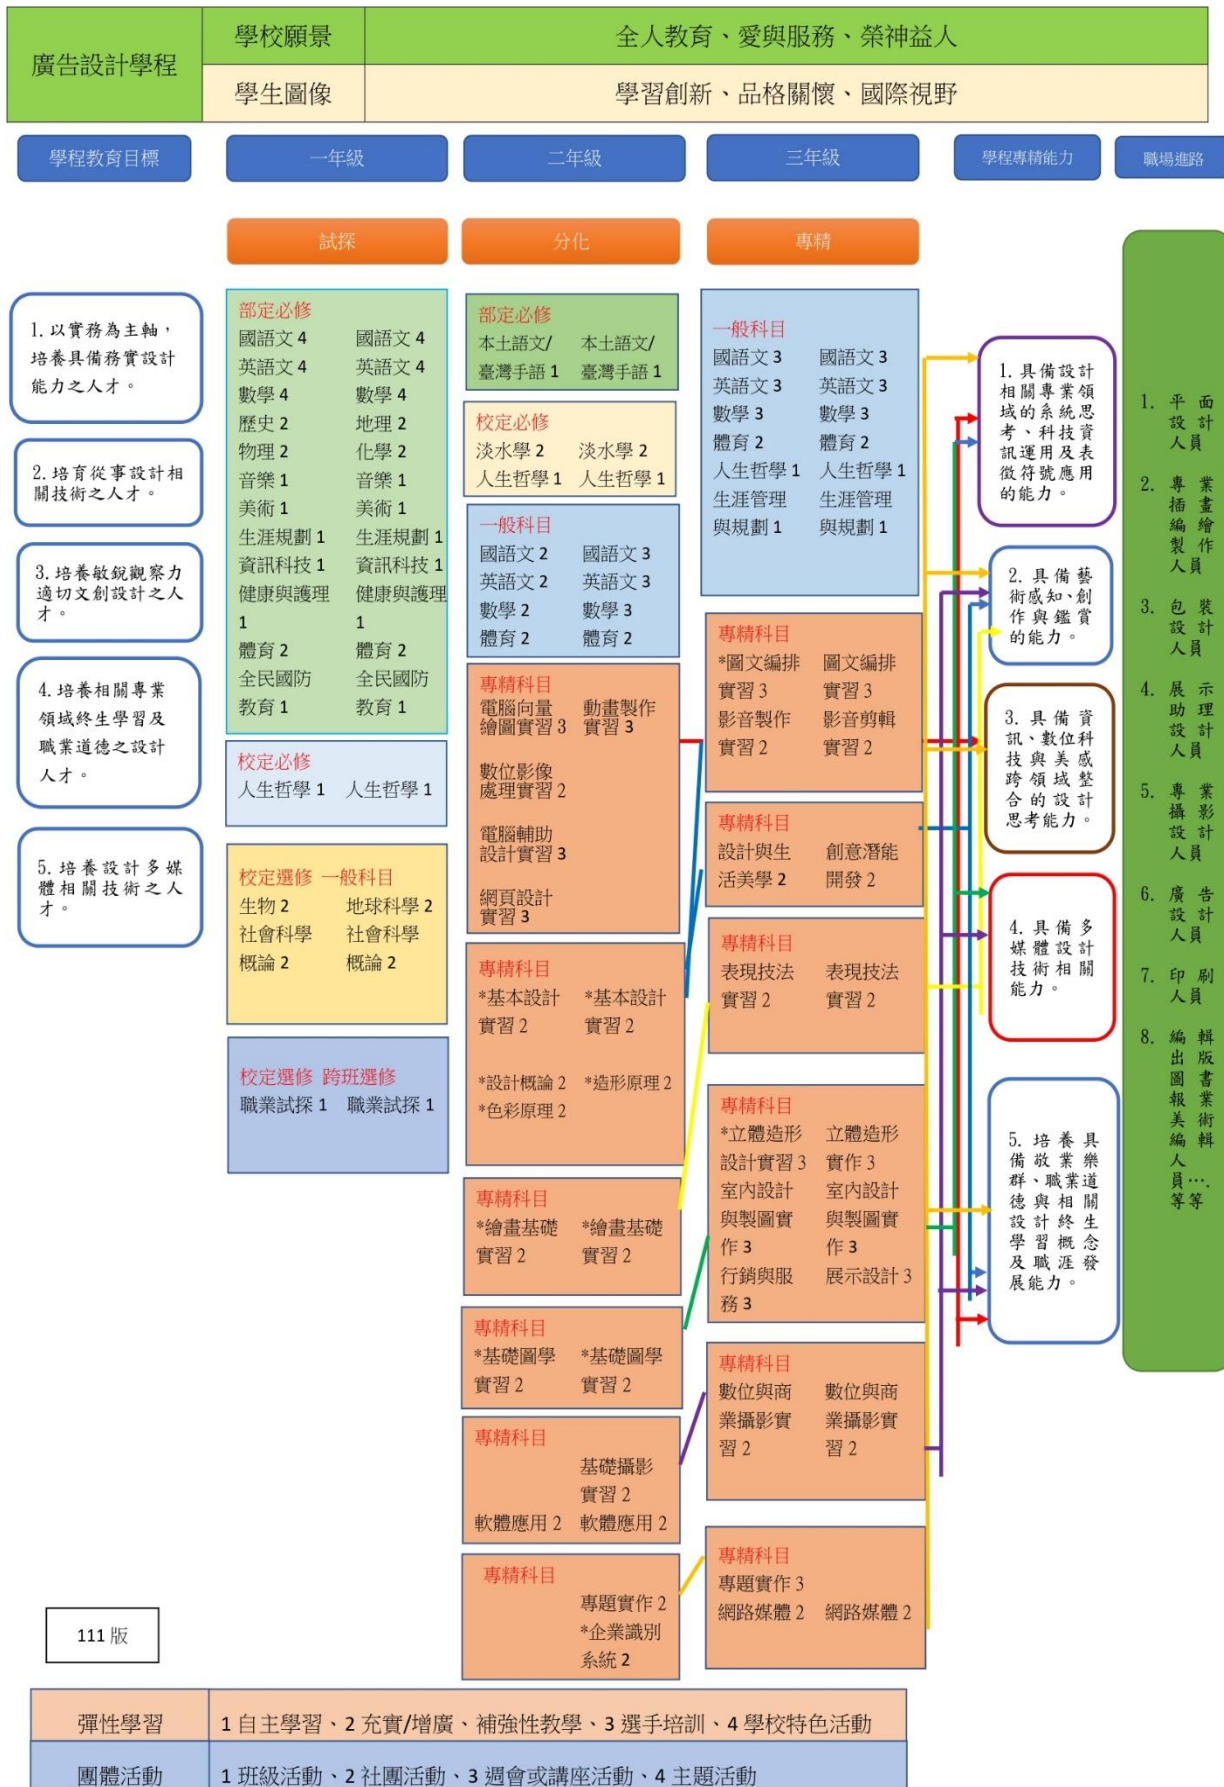 廣告設計學程
學校願景
全人教育、愛與服務、榮神益人
學生圖像
學習創新、品格關懷、國際視野
學程教育目標
一年級
二年級
三年級
學程專精能力
職場進路
試探
分化
專精
1. 以實務為主軸，
培養具備務實設計
能力之人才。
2. 培育從事設計相
關技術之人才。
3. 培養敏銳觀察力
適切文創設計之人
才。
4. 培養相關專業
領域終生學習及
職業道德之設計
人才。
5. 培養設計多媒
體相關技術之人
才。
部定必修
國語文 4 國語文 4
英語文 4 英語文 4
數學 4 數學 4
歷史 2 地理 2
物理 2 化學 2
音樂 1 音樂 1
美術 1 美術 1
生涯規劃 1 生涯規劃 1
資訊科技 1 資訊科技 1
健康與護理 健康與護理
1 1
體育 2 體育 2
全民國防 全民國防
教育 1 教育 1
校定必修
人生哲學 1 人生哲學 1
校定選修 一般科目
生物 2 地球科學 2
社會科學 社會科學
概論 2 概論 2
校定選修 跨班選修
職業試探 1 職業試探 1
部定必修
本土語文/ 本土語文/
臺灣手語 1 臺灣手語 1
校定必修
淡水學 2 淡水學 2
人生哲學 1 人生哲學 1
一般科目
國語文 2 國語文 3
英語文 2 英語文 3
數學 2 數學 3
體育 2 體育 2
專精科目
電腦向量 動畫製作
繪圖實習 3 實習 3
數位影像
處理實習 2
電腦輔助
設計實習 3
網頁設計
實習 3
專精科目
*基本設計 *基本設計
實習 2 實習 2
*設計概論 2 *造形原理 2
*色彩原理 2
專精科目
*繪畫基礎 *繪畫基礎
實習 2 實習 2
專精科目
*基礎圖學 *基礎圖學
實習 2 實習 2
專精科目
基礎攝影
實習 2
軟體應用 2 軟體應用 2
專精科目
專題實作 2
*企業識別
系統 2
一般科目
國語文 3 國語文 3
英語文 3 英語文 3
數學 3 數學 3
體育 2 體育 2
人生哲學 1 人生哲學 1
生涯管理 生涯管理
與規劃 1 與規劃 1
專精科目
*圖文編排 圖文編排
實習 3 實習 3
影音製作 影音剪輯
實習 2 實習 2
專精科目
設計與生 創意潛能
活美學 2 開發 2
專精科目
表現技法 表現技法
實習 2 實習 2
專精科目
*立體造形 立體造形
設計實習 3 實作 3
室內設計 室內設計
與製圖實 與製圖實
作 3 作 3
行銷與服 展示設計 3
務 3
專精科目
數位與商 數位與商
業攝影實 業攝影實
習 2 習 2
專精科目
專題實作 3
網路媒體 2 網路媒體 2
1. 具備設計
相關專業領
域的系統思
考、科技資
訊運用及表
徵符號應用
的能力。
2. 具備藝
術感知、創
作與鑑賞
的能力。
3. 具備資
訊、數位科
技與美感
跨領域整
合的設計
思考能力。
4. 具備多
媒體設計
技術相關
能力。
5. 培養具
備敬業樂
群、職業道
德與相關
設計終生
學習概念
及職涯發
展能力。
1. 平面
設計
人員
2. 專業
插畫
編繪
製作
人員
3. 包裝
設計
人員
4. 展示
助理
設計
人員
5. 專業
攝影
設計
人員
6. 廣告
設計
人員
7. 印刷
人員
8. 編輯
出版
圖書
報業
美術
編輯
人
員….
等等
111 版
彈性學習
1 自主學習、2 充實/增廣、補強性教學、3 選手培訓、4 學校特色活動
團體活動
1 班級活動、2 社團活動、3 週會或講座活動、4 主題活動